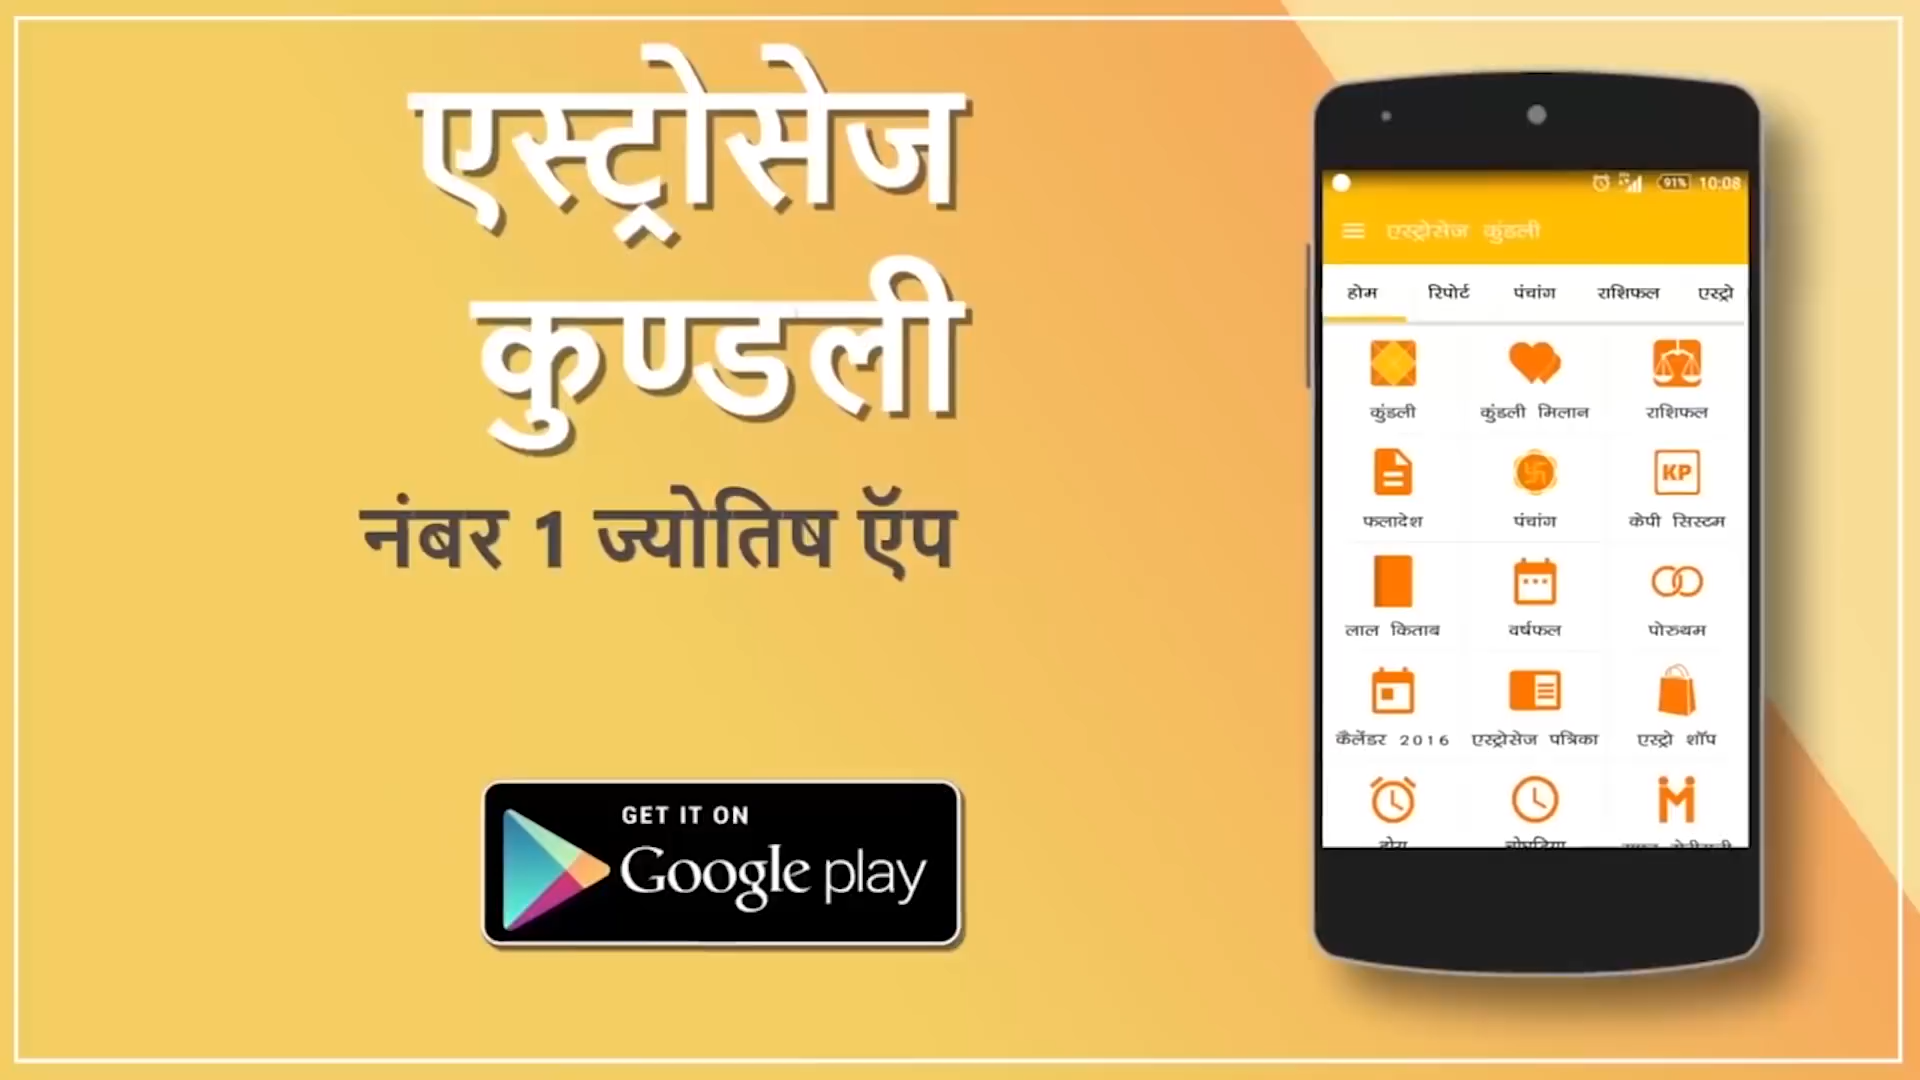 एस्ट्रोसेज
कुण्डली
नंबर 1 ज्योतिष ऍप
GET IT ON
Google play
91% 10:08
एस्ट्रोसेज कुंडली
होम रिपोर्ट पंचांग राशिफल एस्ट्रो
कुंडली कुंडली मिलान राशिफल
KP
फलादेश पंचांग केपी सिस्टम
लाल किताब वर्षफल पोरुथम
कैलेंडर 2016 एस्ट्रोसेज पत्रिका एस्ट्रो शॉप